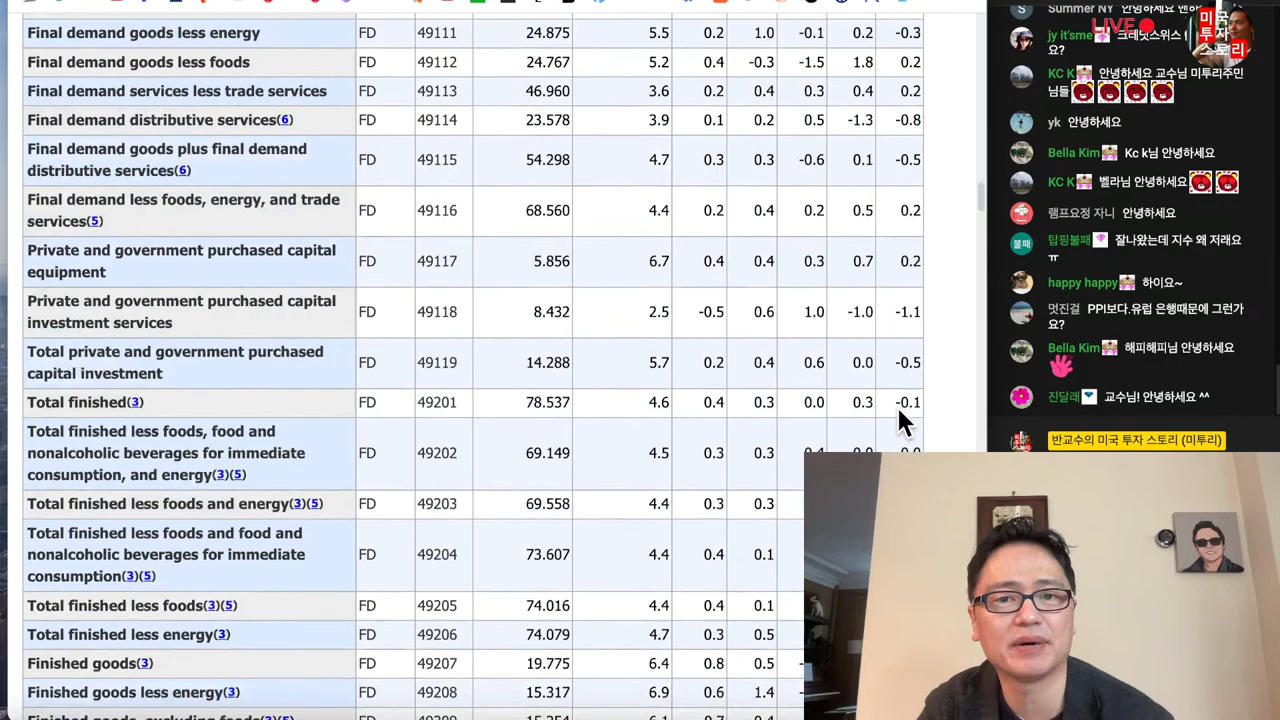 Final demand goods less energy FD 49111 24.875 5.5 0.2 1.0 -0.1 0.2 -0.3
Final demand goods less foods FD 49112 24.767 5.2 0.4 -0.3 -1.5 1.8 0.2
Final demand services less trade services FD 49113 46.960 3.6 0.2 0.4 0.3 0.4 0.2
Final demand distributive services(6) FD 49114 23.578 3.9 0.1 0.2 0.5 -1.3 -0.8
Final demand goods plus final demand
distributive services(6) FD 49115 54.298 4.7 0.3 0.3 -0.6 0.1 -0.5
Final demand less foods, energy, and trade
services(5) FD 49116 68.560 4.4 0.2 0.4 0.2 0.5 0.2
Private and government purchased capital
equipment FD 49117 5.856 6.7 0.4 0.4 0.3 0.7 0.2
Private and government purchased capital
investment services FD 49118 8.432 2.5 -0.5 0.6 1.0 -1.0 -1.1
Total private and government purchased
capital investment FD 49119 14.288 5.7 0.2 0.4 0.6 0.0 -0.5
Total finished(3) FD 49201 78.537 4.6 0.4 0.3 0.0 0.3 -0.1
Total finished less foods, food and
nonalcoholic beverages for immediate
consumption, and energy(3)(5) FD 49202 69.149 4.5 0.3 0.3
Total finished less foods and energy(3)(5) FD 49203 69.558 4.4 0.3 0.3
Total finished less foods and food and
nonalcoholic beverages for immediate
consumption(3)(5) FD 49204 73.607 4.4 0.4 0.1
Total finished less foods(3)(5) FD 49205 74.016 4.4 0.4 0.1
Total finished less energy(3) FD 49206 74.079 4.7 0.3 0.5
Finished goods(3) FD 49207 19.775 6.4 0.8 0.5
Finished goods less energy(3) FD 49208 15.317 6.9 0.6 1.4
Summer NY 안녕하세요
LIVE
미국
투자
스토리
jy it'sme 크레딧스위스
요?
KC K 안녕하세요 교수님 미투리주민
님들
yk 안녕하세요
Bella Kim Kc k님 안녕하세요
KC K 벨라님 안녕하세요
램프요정 자니 안녕하세요
불패
탑핑불패 잘나왔는데 지수 왜 저래요
ㅠ
happy happy 하이요~
멋진걸 PPI보다.유럽 은행때문에 그런가
요?
Bella Kim 해피해피님 안녕하세요
진달래 교수님! 안녕하세요 ^^
반교수의 미국 투자 스토리 (미투리)